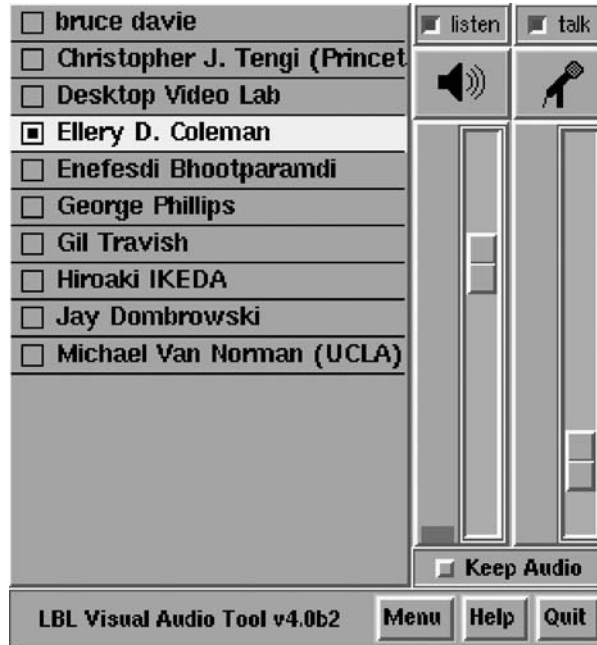 bruce davie
Christopher J. Tengi (Princet
Desktop Video Lab
Ellery D. Coleman
Enefesdi Bhootparamdi
George Phillips
Gil Travish
Hiroaki IKEDA
Jay Dombrowski
Michael Van Norman (UCLA)
listen talk
Keep Audio
LBL Visual Audio Tool v4.0b2 Menu Help Quit